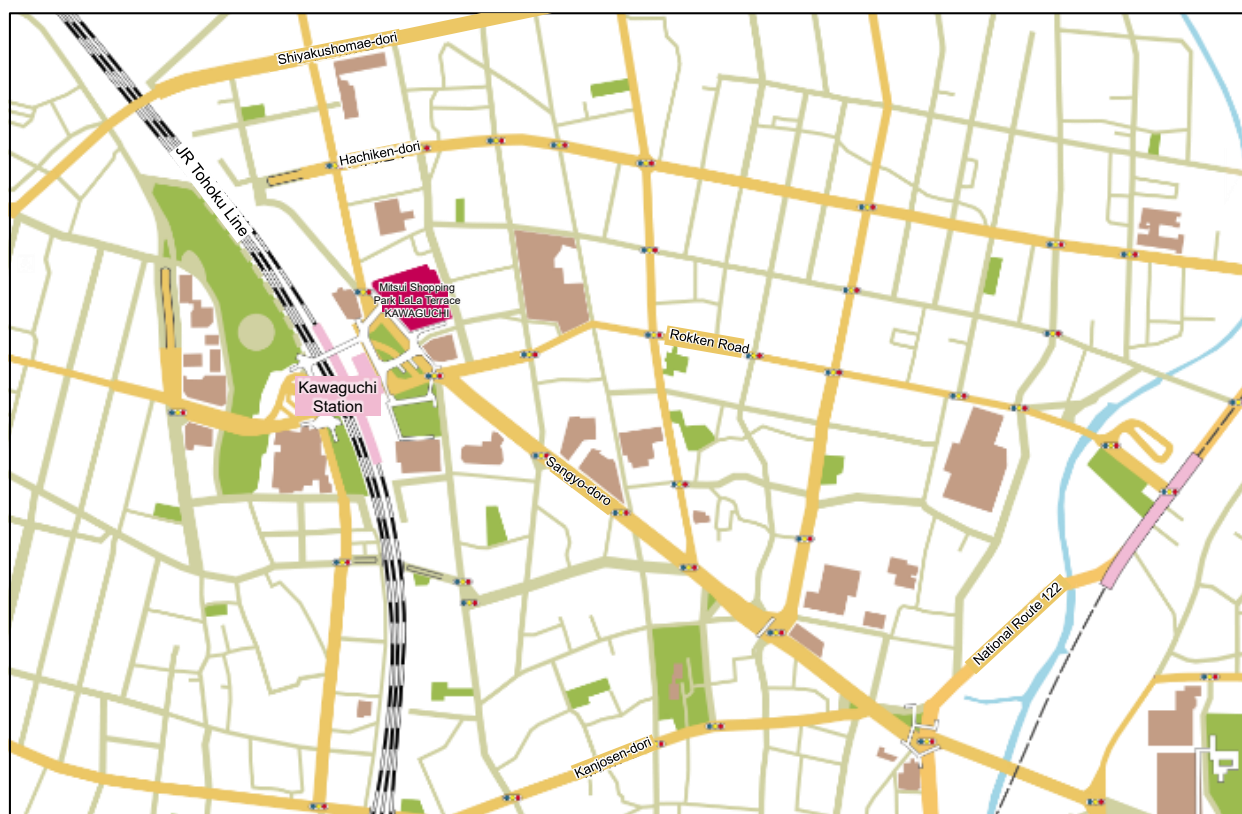 Shiyakushomae-dori
Hachiken-dori
JR Tohoku Line
Mitsui Shopping
Park LaLa Terrace
KAWAGUCHI
Rokken Road
Kawaguchi
Station
Sangyo-doro
National Route 122
Kanjosen-dori